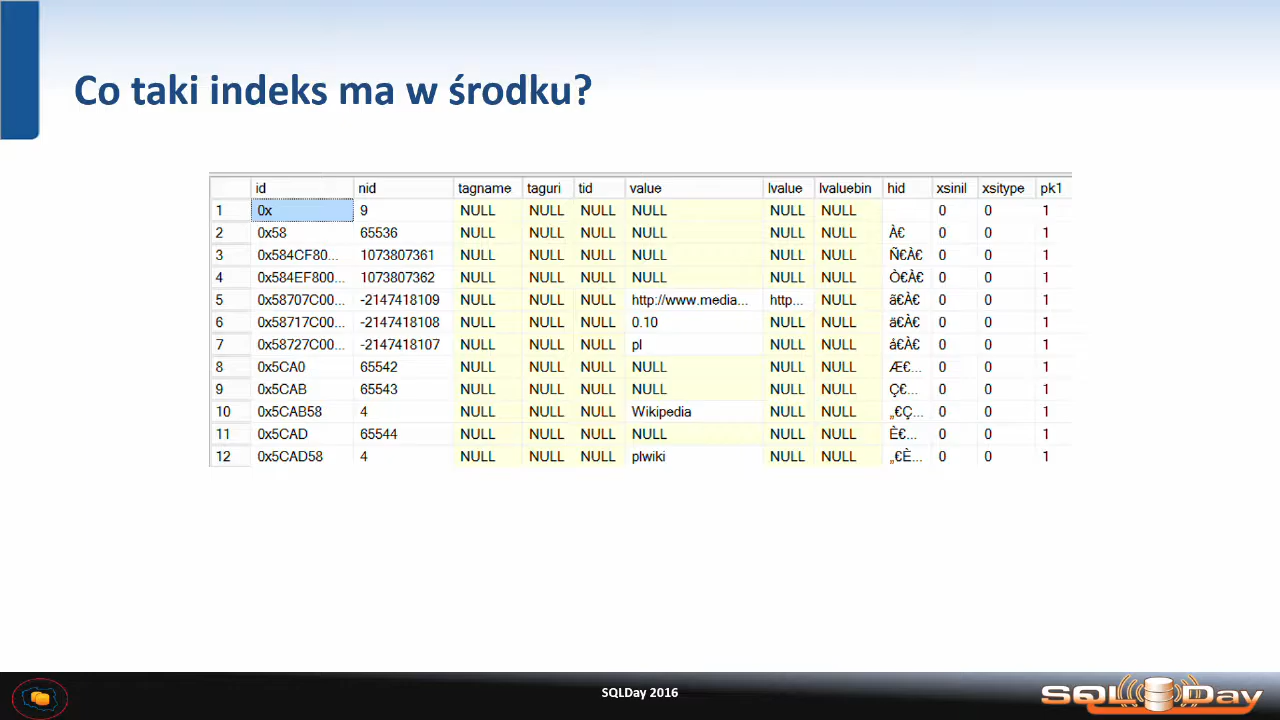 Co taki indeks ma w środku?
id nid tagname taguri tid value lvalue lvaluebin hid xsinil xsitype pk1
1 0x 9 NULL NULL NULL NULL NULL NULL 0 0 1
2 0x58 65536 NULL NULL NULL NULL NULL NULL À€ 0 0 1
3 0x584CF80... 1073807361 NULL NULL NULL NULL NULL NULL Ñ€À€ 0 0 1
4 0x584EF800... 1073807362 NULL NULL NULL NULL NULL NULL Ò€À€ 0 0 1
5 0x58707C00... -2147418109 NULL NULL NULL http://www.media... http... NULL ã€À€ 0 0 1
6 0x58717C00... -2147418108 NULL NULL NULL 0.10 NULL NULL ä€À€ 0 0 1
7 0x58727C00... -2147418107 NULL NULL NULL pl NULL NULL å€À€ 0 0 1
8 0x5CA0 65542 NULL NULL NULL NULL NULL NULL Æ€... 0 0 1
9 0x5CAB 65543 NULL NULL NULL NULL NULL NULL Ç€... 0 0 1
10 0x5CAB58 4 NULL NULL NULL Wikipedia NULL NULL „€Ç... 0 0 1
11 0x5CAD 65544 NULL NULL NULL NULL NULL NULL È€... 0 0 1
12 0x5CAD58 4 NULL NULL NULL plwiki NULL NULL „€È... 0 0 1
SQLDay 2016
SQL Day